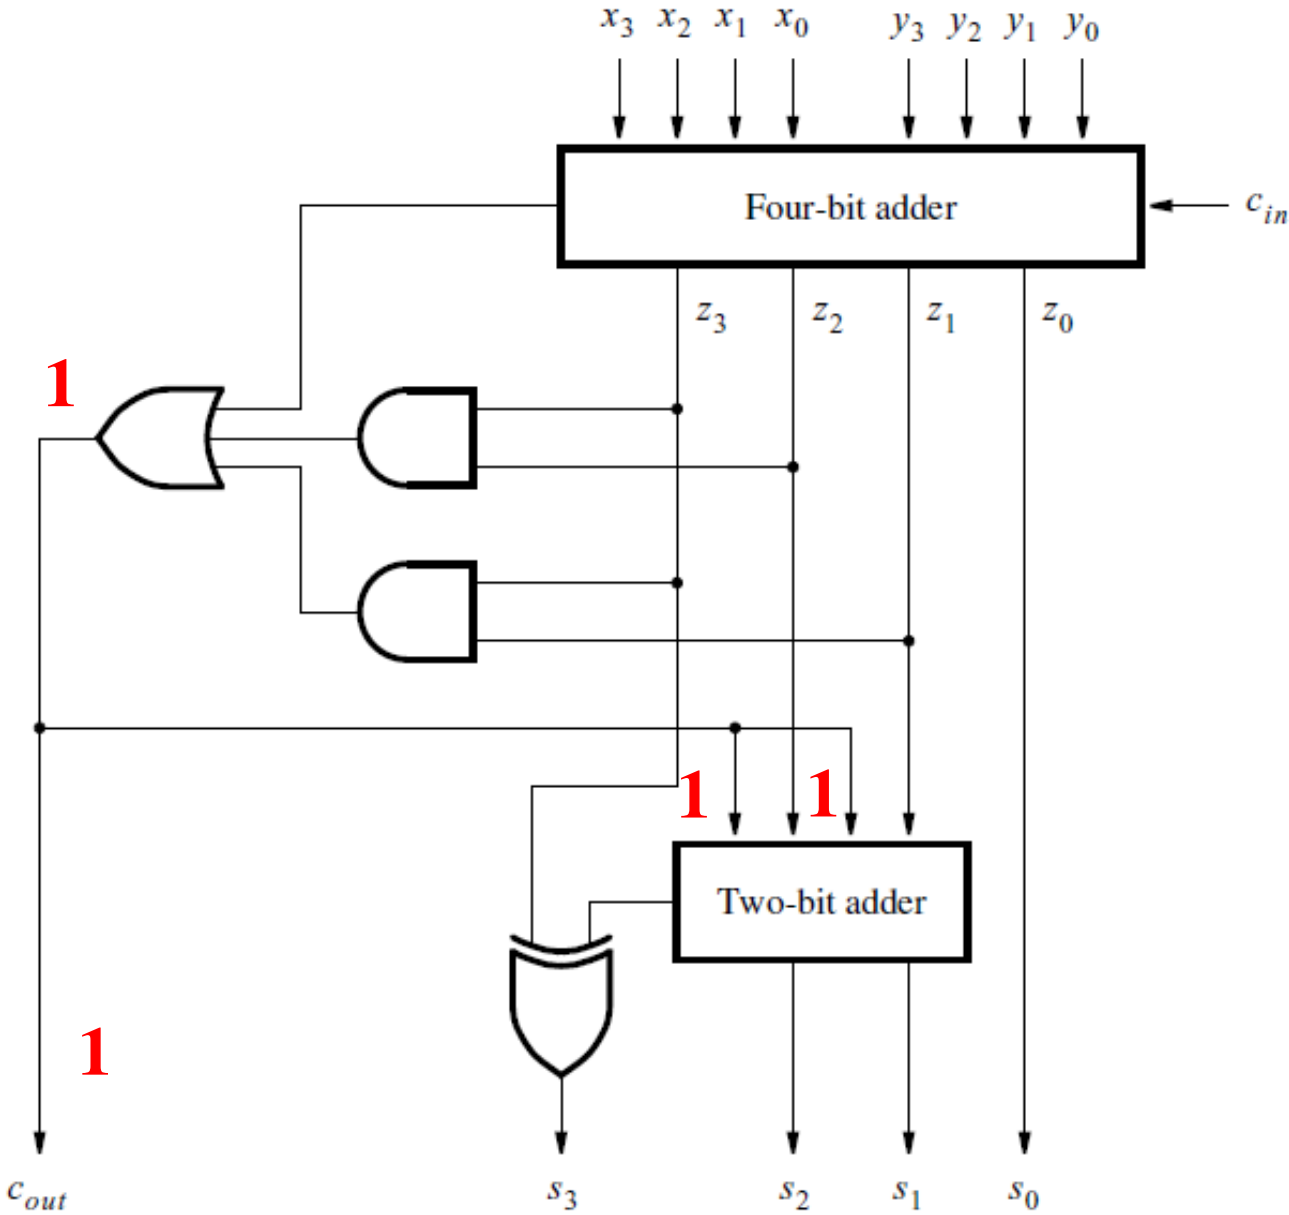 x3 x2 x1 x0 y3 y2 y1 y0
Four-bit adder
cin
z3 z2 z1 z0
1
1 1
Two-bit adder
1
cout s3 s2 s1 s0